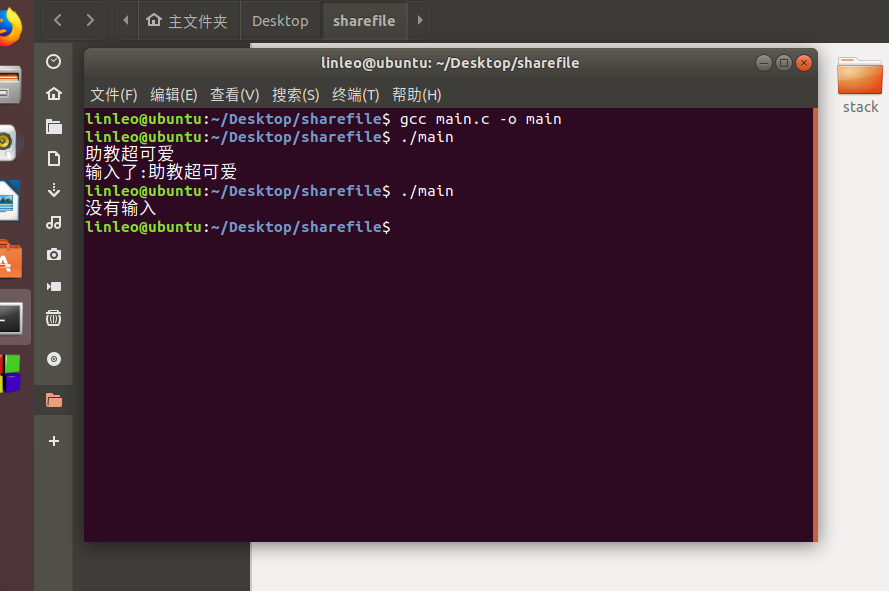 主文件夹 Desktop sharefile
linleo@ubuntu: ~/Desktop/sharefile
文件(F) 编辑(E) 查看(V) 搜索(S) 终端(T) 帮助(H)
linleo@ubuntu:~/Desktop/sharefile$ gcc main.c -o main
linleo@ubuntu:~/Desktop/sharefile$ ./main
助教超可爱
输入了:助教超可爱
linleo@ubuntu:~/Desktop/sharefile$ ./main
没有输入
linleo@ubuntu:~/Desktop/sharefile$
stack